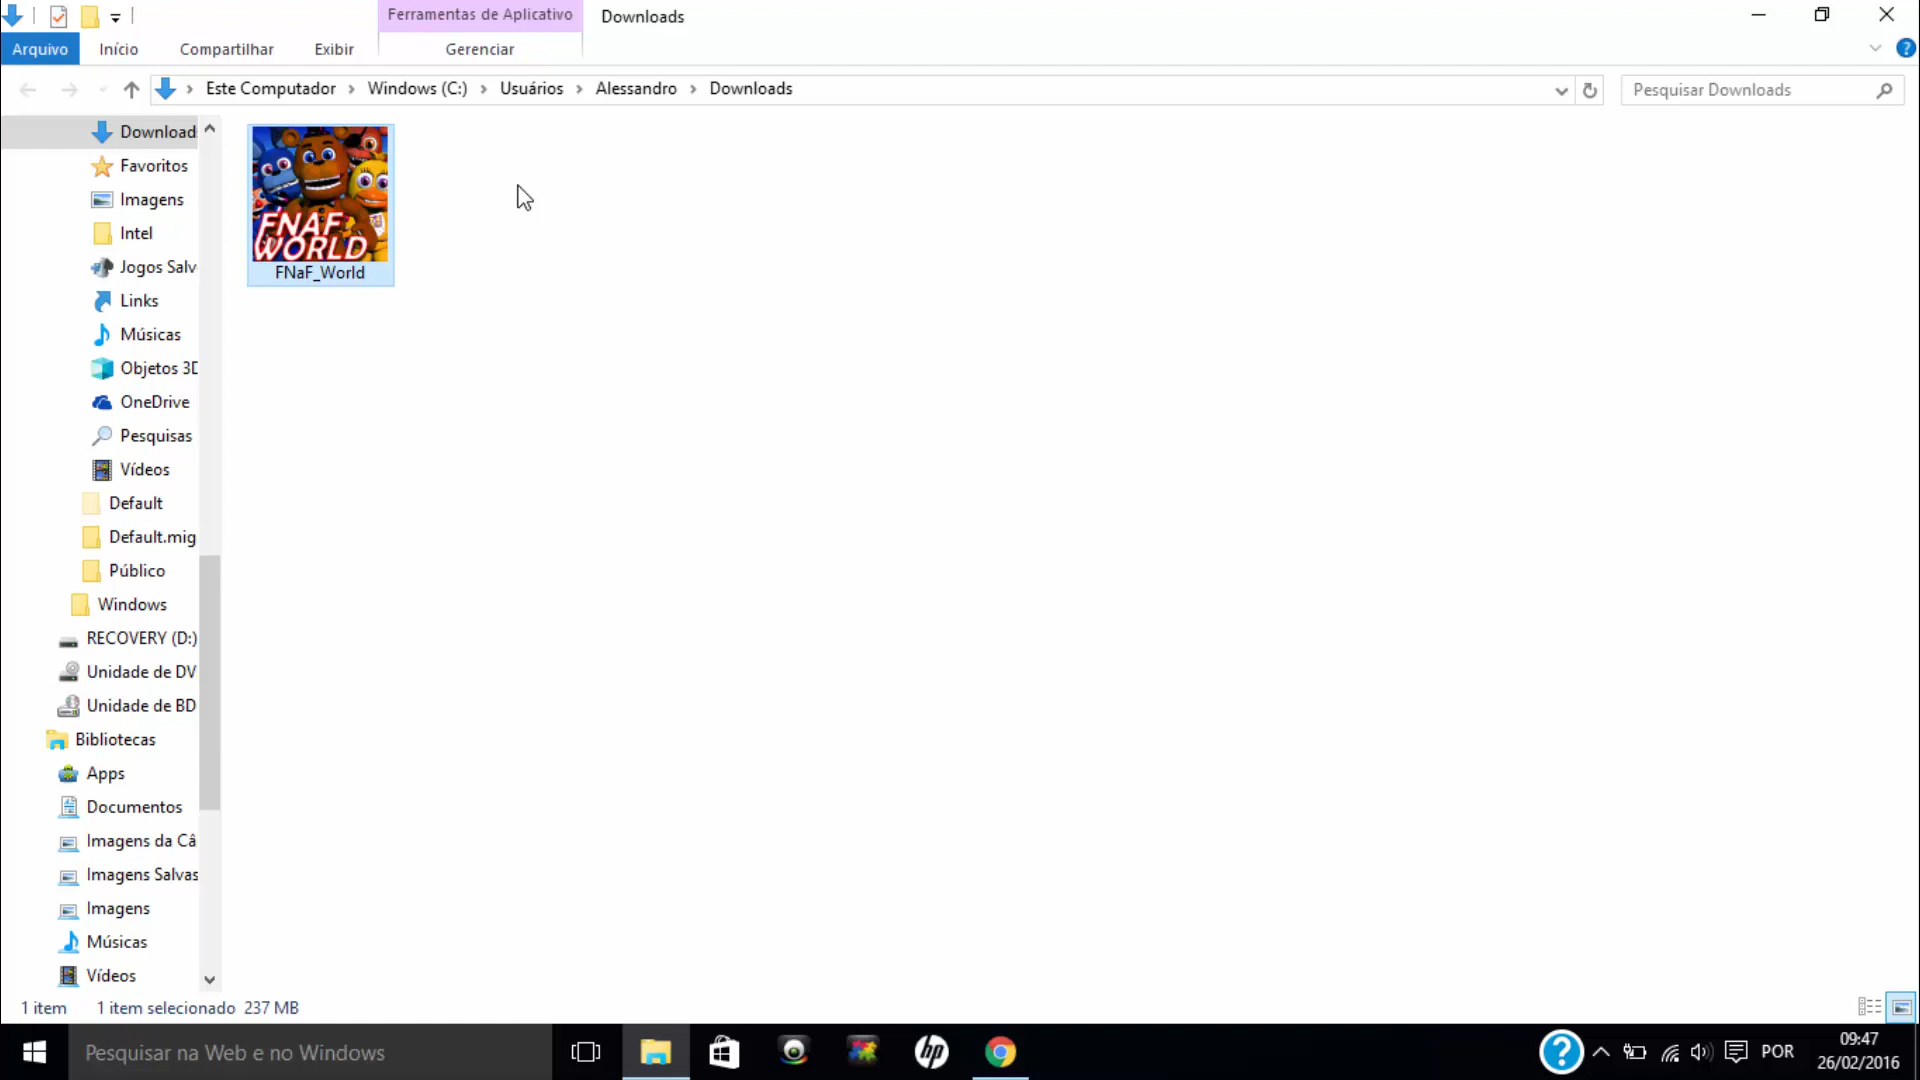 Ferramentas de Aplicativo
Downloads
Arquivo
Início
Compartilhar
Exibir
Gerenciar
Este Computador
Windows (C:)
Usuários
Alessandro
Downloads
Pesquisar Downloads
Download
Favoritos
Imagens
Intel
Jogos Salv
Links
Músicas
Objetos 3D
OneDrive
Pesquisas
Vídeos
Default
Default.mig
Público
Windows
RECOVERY (D:)
Unidade de DV
Unidade de BD
Bibliotecas
Apps
Documentos
Imagens da Câ
Imagens Salvas
Imagens
Músicas
Vídeos
FNAF
WORLD
FNaF_World
1 item
1 item selecionado 237 MB
Pesquisar na Web e no Windows
hp
POR
09:47
26/02/2016